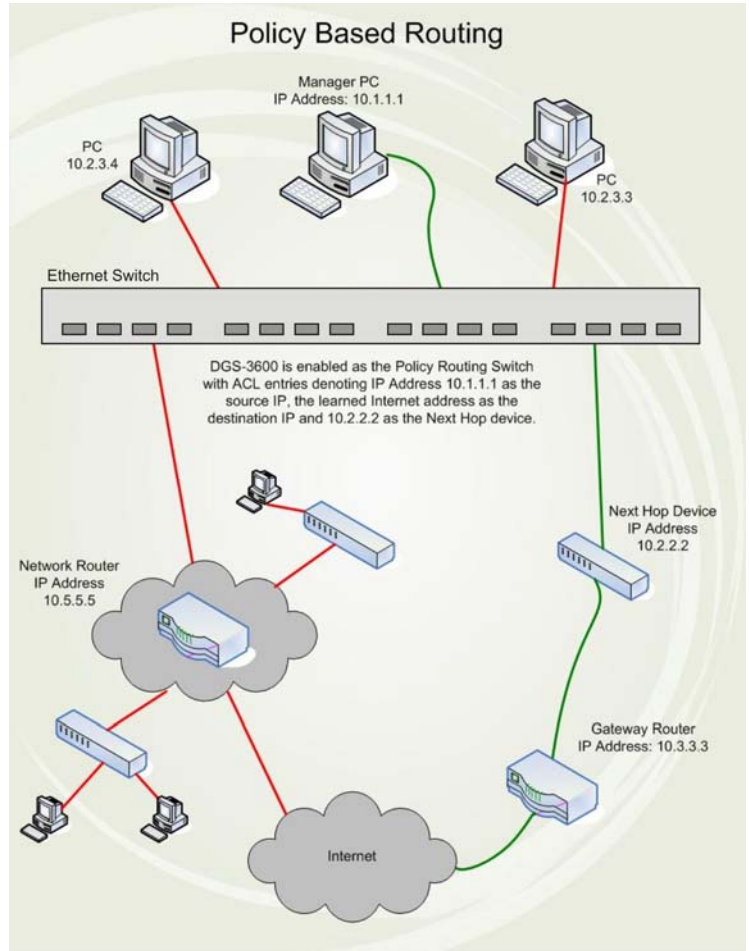 Policy Based Routing
Manager PC
IP Address: 10.1.1.1
PC
10.2.3.4
PC
10.2.3.3
Ethernet Switch
DGS-3600 is enabled as the Policy Routing Switch
with ACL entries denoting IP Address 10.1.1.1 as the
source IP, the learned Internet address as the
destination IP and 10.2.2.2 as the Next Hop device.
Next Hop Device
IP Address
10.2.2.2
Network Router
IP Address
10.5.5.5
Gateway Router
IP Address: 10.3.3.3
Internet